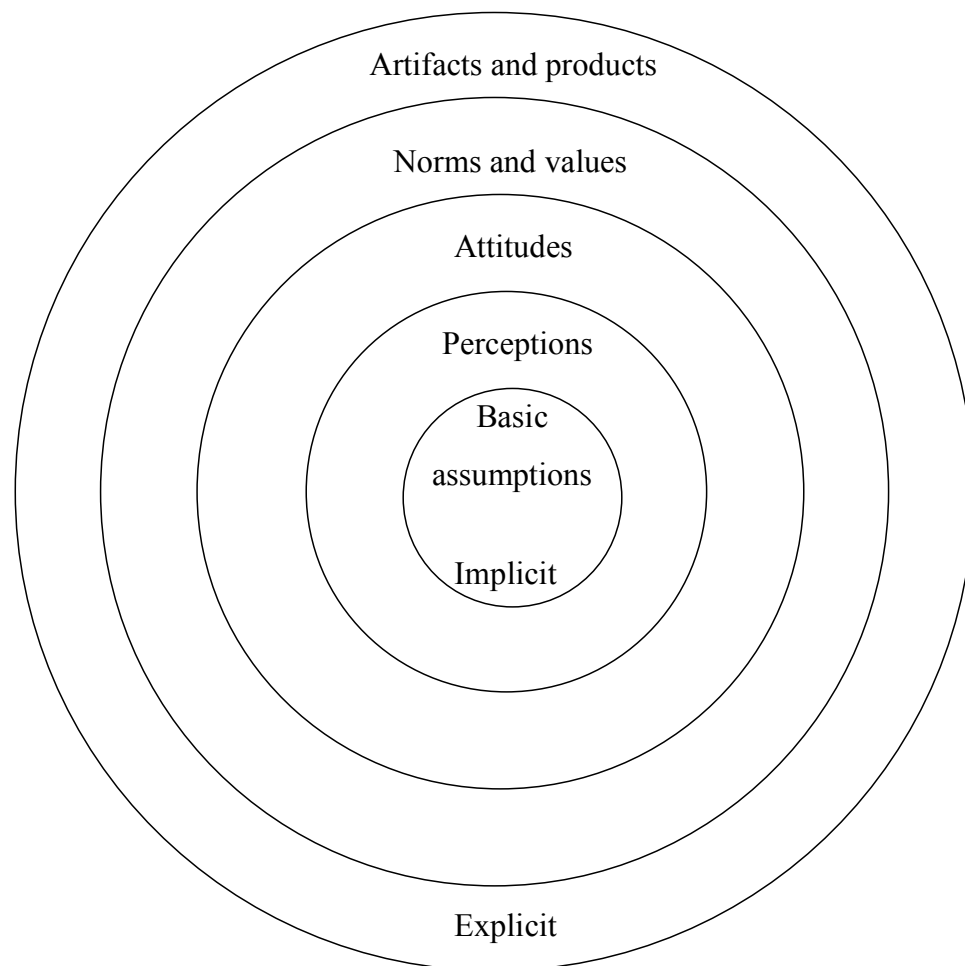 Artifacts and products
Norms and values
Attitudes
Perceptions
Basic
assumptions
Implicit
Explicit